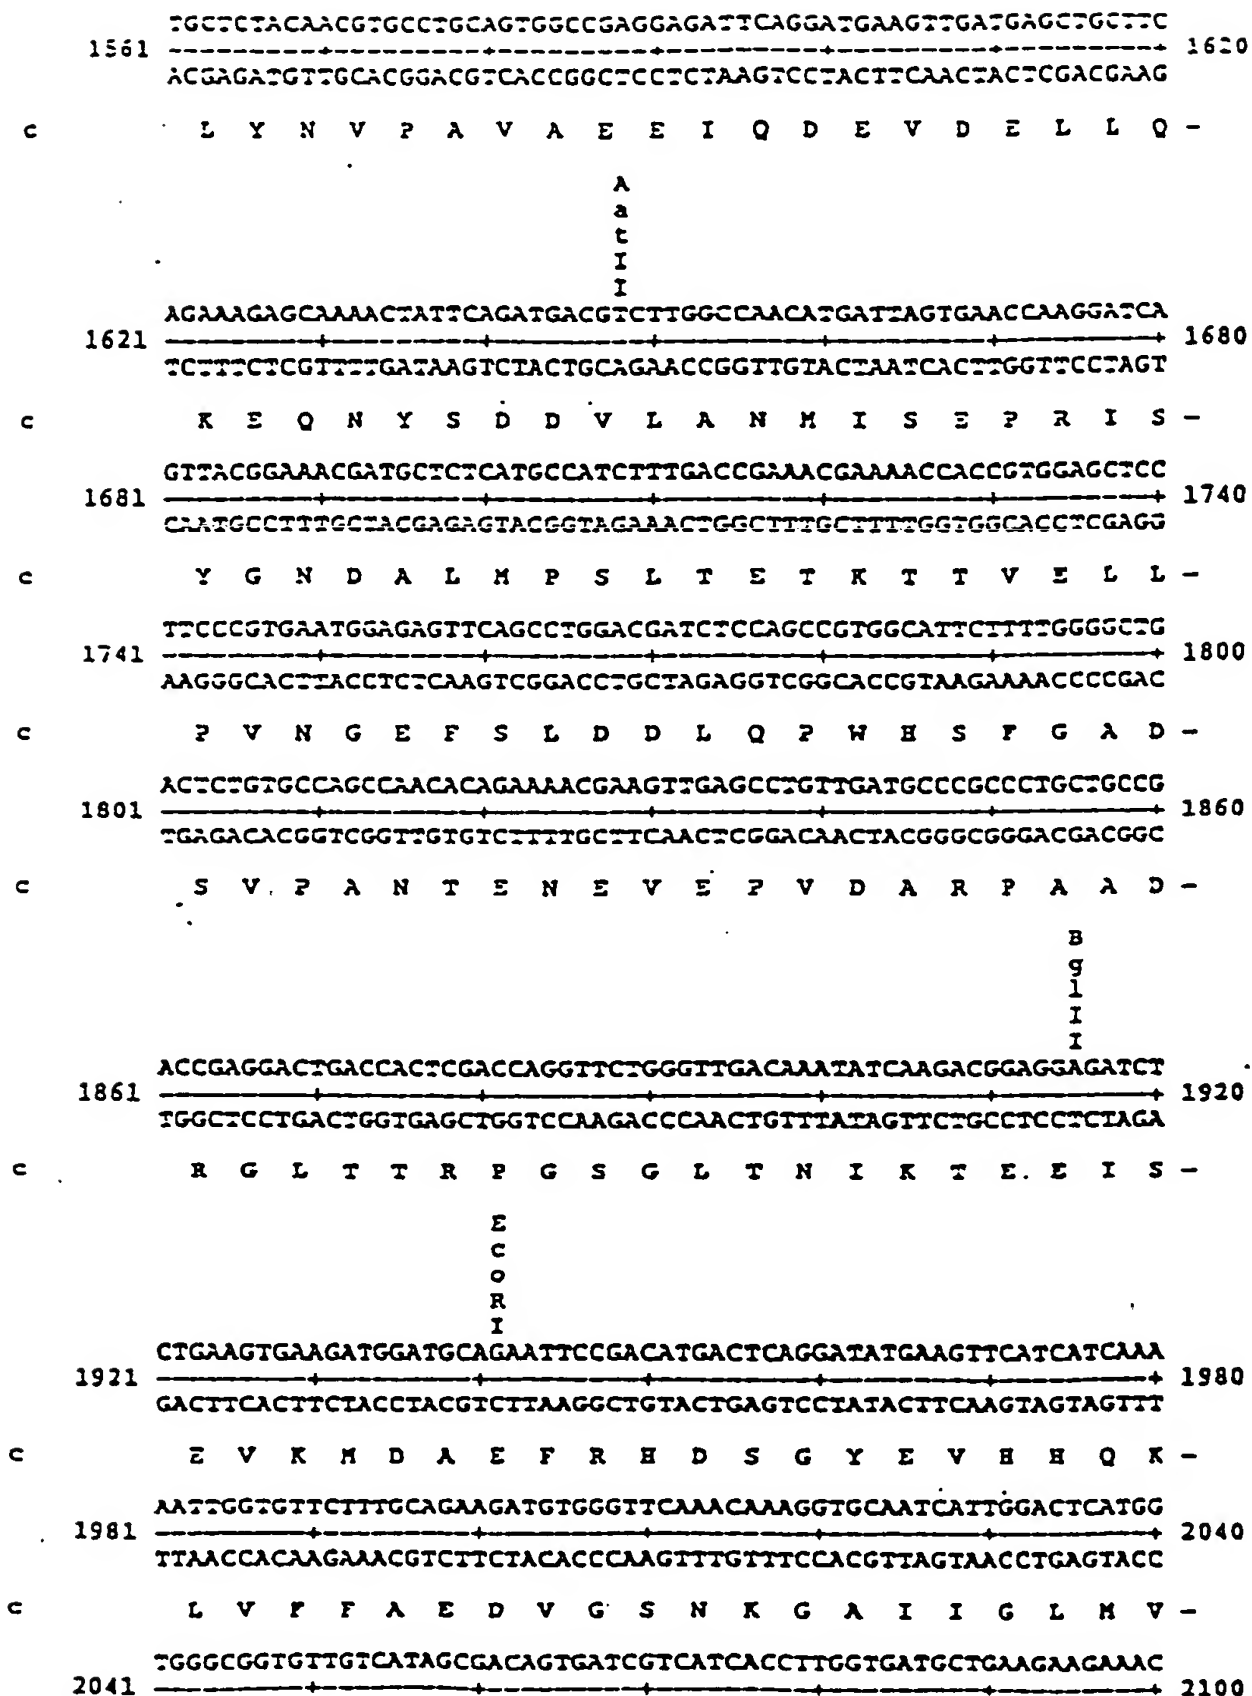 TGCTCTACAACGTGCCTGCAGTGGCCGAGGAGATTCAGGATGAAGTTGATGAGCTGCTTC
1561 ---------+---------+---------+---------+---------+---------+ 1620
ACGAGATGTTGCACGGACGTCACCGGCTCCTCTAAGTCCTACTTCAACTACTCGACGAAG
c L Y N V P A V A E E I Q D E V D E L L Q -
A
a
t
I
I
AGAAAGAGCAAAACTATTCAGATGACGTCTTGGCCAACATGATTAGTGAACCAAGGATCA
1621 ---------+---------+---------+---------+---------+---------+ 1680
TCTTTCTCGTTTTGATAAGTCTACTGCAGAACCGGTTGTACTAATCACTTGGTTCCTAGT
c K E Q N Y S D D V L A N M I S E P R I S -
GTTACGGAAACGATGCTCTCATGCCATCTTTGACCGAAACGAAAACCACCGTGGAGCTCC
1681 ---------+---------+---------+---------+---------+---------+ 1740
CAATGCCTTTGCTACGAGAGTACGGTAGAAACTGGCTTTGCTTTTGGTGGCACCTCGAGG
c Y G N D A L M P S L T E T K T T V E L L -
TTCCCGTGAATGGAGAGTTCAGCCTGGACGATCTCCAGCCGTGGCATTCTTTTGGGGCTG
1741 ---------+---------+---------+---------+---------+---------+ 1800
AAGGGCACTTACCTCTCAAGTCGGACCTGCTAGAGGTCGGCACCGTAAGAAAACCCCGAC
c P V N G E F S L D D L Q P W H S F G A D -
ACTCTGTGCCAGCCAACACAGAAAACGAAGTTGAGCCTGTTGATGCCCGCCCTGCTGCCG
1801 ---------+---------+---------+---------+---------+---------+ 1860
TGAGACACGGTCGGTTGTGTCTTTTGCTTCAACTCGGACAACTACGGGCGGGACGACGGC
c S V P A N T E N E V E P V D A R P A A D -
B
g
l
I
I
ACCGAGGACTGACCACTCGACCAGGTTCTGGGTTGACAAATATCAAGACGGAGGAGATCT
1861 ---------+---------+---------+---------+---------+---------+ 1920
TGGCTCCTGACTGGTGAGCTGGTCCAAGACCCAACTGTTTATAGTTCTGCCTCCTCTAGA
c R G L T T R P G S G L T N I K T E E I S -
E
c
o
R
I
CTGAAGTGAAGATGGATGCAGAATTCCGACATGACTCAGGATATGAAGTTCATCATCAAA
1921 ---------+---------+---------+---------+---------+---------+ 1980
GACTTCACTTCTACCTACGTCTTAAGGCTGTACTGAGTCCTATACTTCAAGTAGTAGTTT
c E V K M D A E F R H D S G Y E V H H Q K -
AATTGGTGTTCTTTGCAGAAGATGTGGGTTCAAACAAAGGTGCAATCATTGGACTCATGG
1981 ---------+---------+---------+---------+---------+---------+ 2040
TTAACCACAAGAAACGTCTTCTACACCCAAGTTTGTTTCCACGTTAGTAACCTGAGTACC
c L V F F A E D V G S N K G A I I G L M V -
TGGGCGGTGTTGTCATAGCGACAGTGATCGTCATCACCTTGGTGATGCTGAAGAAGAAAC
2041 ---------+---------+---------+---------+---------+---------+ 2100